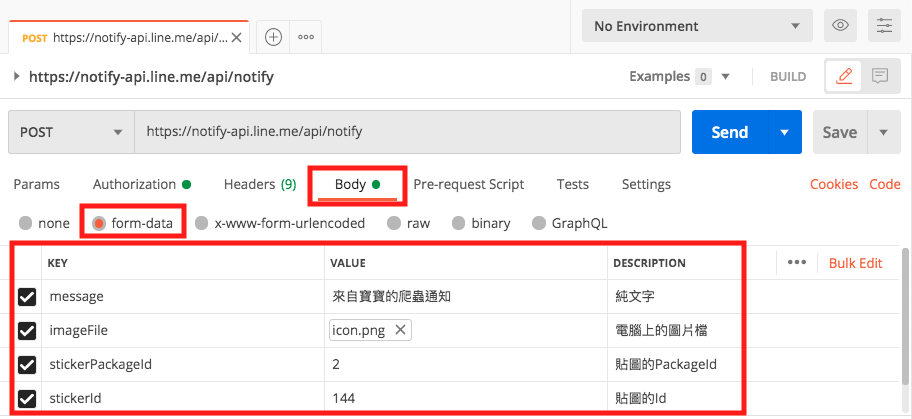 POST https://notify-api.line.me/api/... No Environment
https://notify-api.line.me/api/notify Examples 0 BUILD
POST https://notify-api.line.me/api/notify Send Save
Params Authorization Headers (9) Body Pre-request Script Tests Settings Cookies Code
none form-data x-www-form-urlencoded raw binary GraphQL
KEY VALUE DESCRIPTION Bulk Edit
message 來自寶寶的爬蟲通知 純文字
imageFile icon.png 電腦上的圖片檔
stickerPackageId 2 貼圖的PackageId
stickerId 144 貼圖的Id